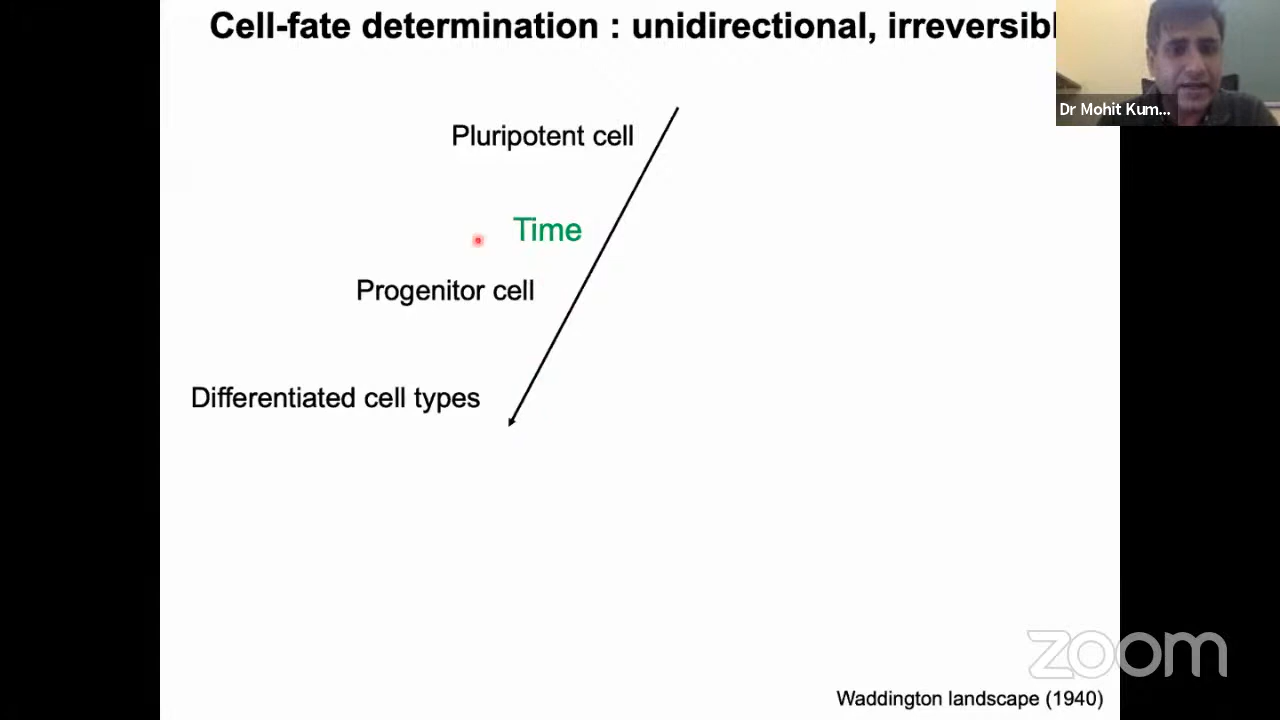 Cell-fate determination : unidirectional, irreversibl
Dr Mohit Kum...
Pluripotent cell
Time
Progenitor cell
Differentiated cell types
zoom
Waddington landscape (1940)